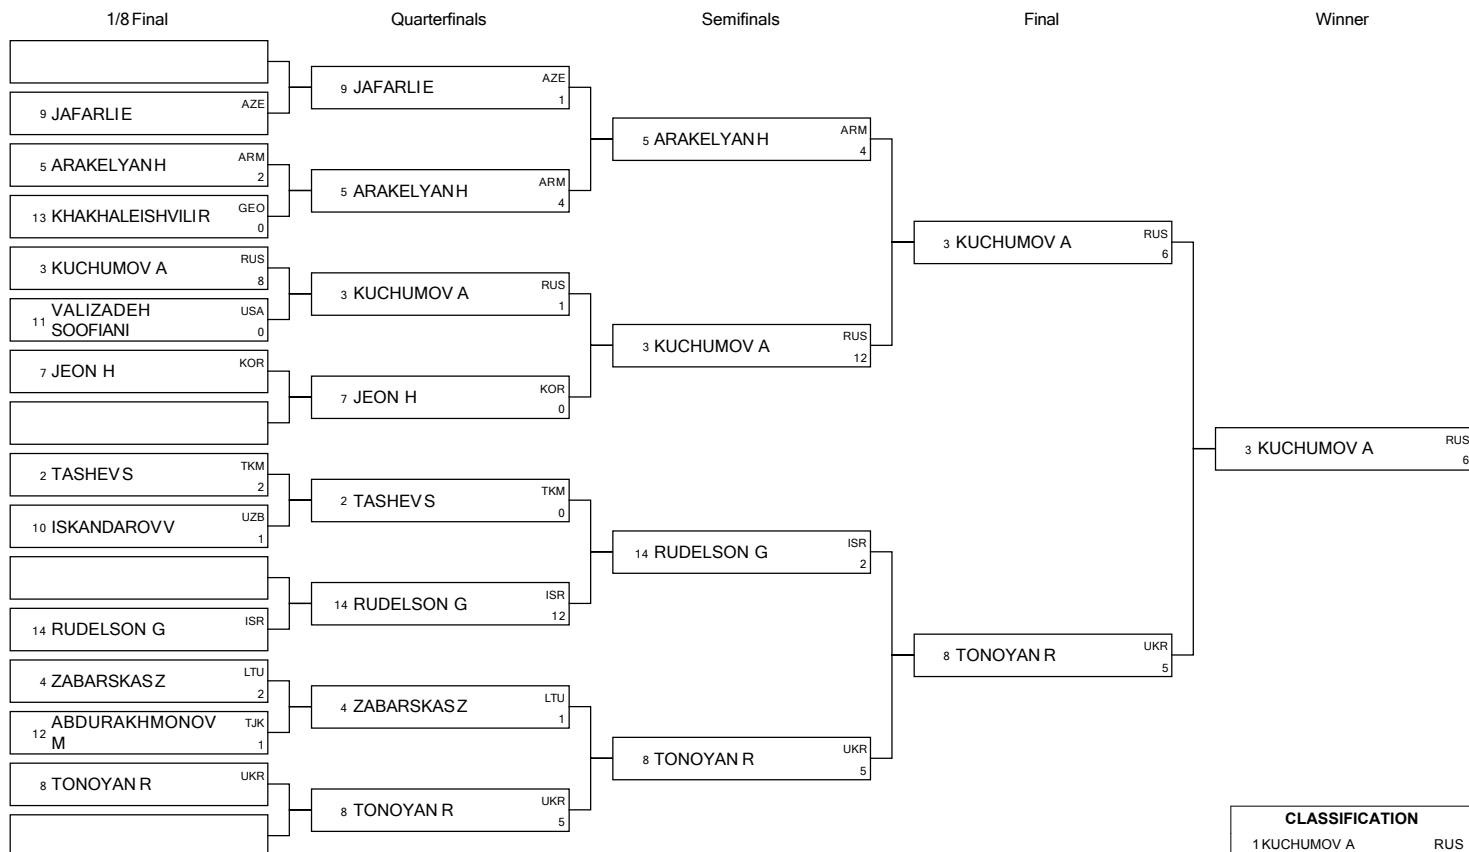 1/8 Final Quarterfinals Semifinals Final Winner
9 JAFARLI E AZE
5 ARAKELYAN H ARM
2
13 KHAKHALEISHVILI R GEO
0
3 KUCHUMOV A RUS
8
11 VALIZADEH SOOFIANI USA
0
7 JEON H KOR
2 TASHEV S TKM
2
10 ISKANDAROV V UZB
1
14 RUDELSON G ISR
4 ZABARSKAS Z LTU
2
12 ABDURAKHMONOV M TJK
1
8 TONOYAN R UKR
9 JAFARLI E AZE
1
5 ARAKELYAN H ARM
4
3 KUCHUMOV A RUS
1
7 JEON H KOR
0
2 TASHEV S TKM
0
14 RUDELSON G ISR
12
4 ZABARSKAS Z LTU
1
8 TONOYAN R UKR
5
5 ARAKELYAN H ARM
4
3 KUCHUMOV A RUS
12
14 RUDELSON G ISR
2
8 TONOYAN R UKR
5
3 KUCHUMOV A RUS
6
8 TONOYAN R UKR
5
3 KUCHUMOV A RUS
6
CLASSIFICATION
1 KUCHUMOV A RUS